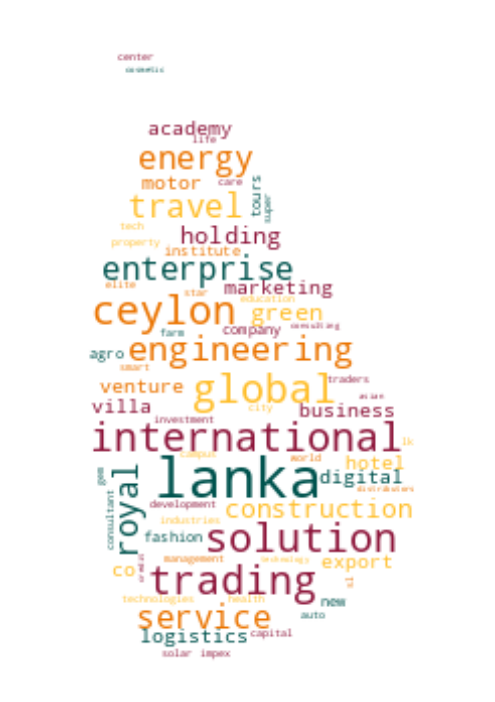 center
cosmetic
academy
life
energy
motor care
tours
travel
super
tech
holding
property
institute
enterprise
elite
marketing
star
education
ceylon
green
company consulting
farm
agro
engineering
smart
traders
venture
global
asian
villa
city
business
investment
international
lk
campus
world
hotel
gem
lanka
digital
distributors
royal
consultant
development
construction
industries
fashion
solution
management
technology
export
co
trading
sl
technologies
health
new
service
auto
logistics
capital
solar impex